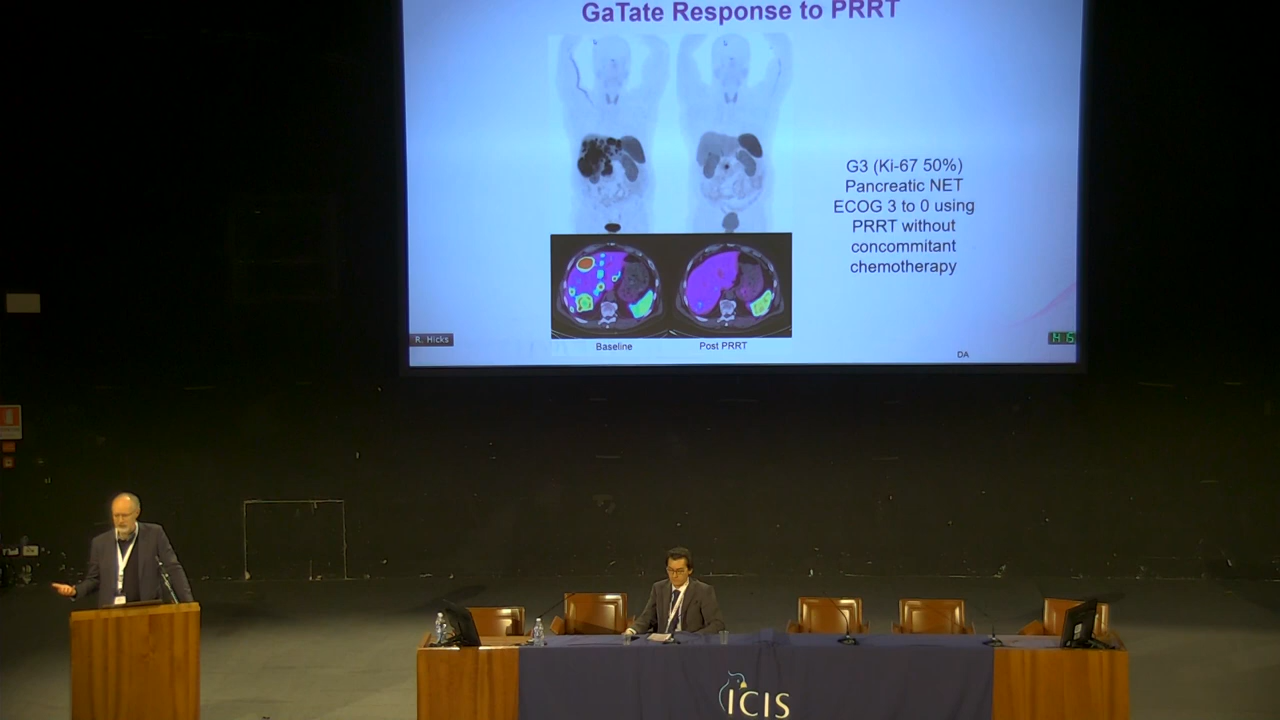 GaTate Response to PRRT
G3 (Ki-67 50%)
Pancreatic NET
ECOG 3 to 0 using
PRRT without
concommitant
chemotherapy
Baseline
Post PRRT
R. Hicks
DA
ICIS